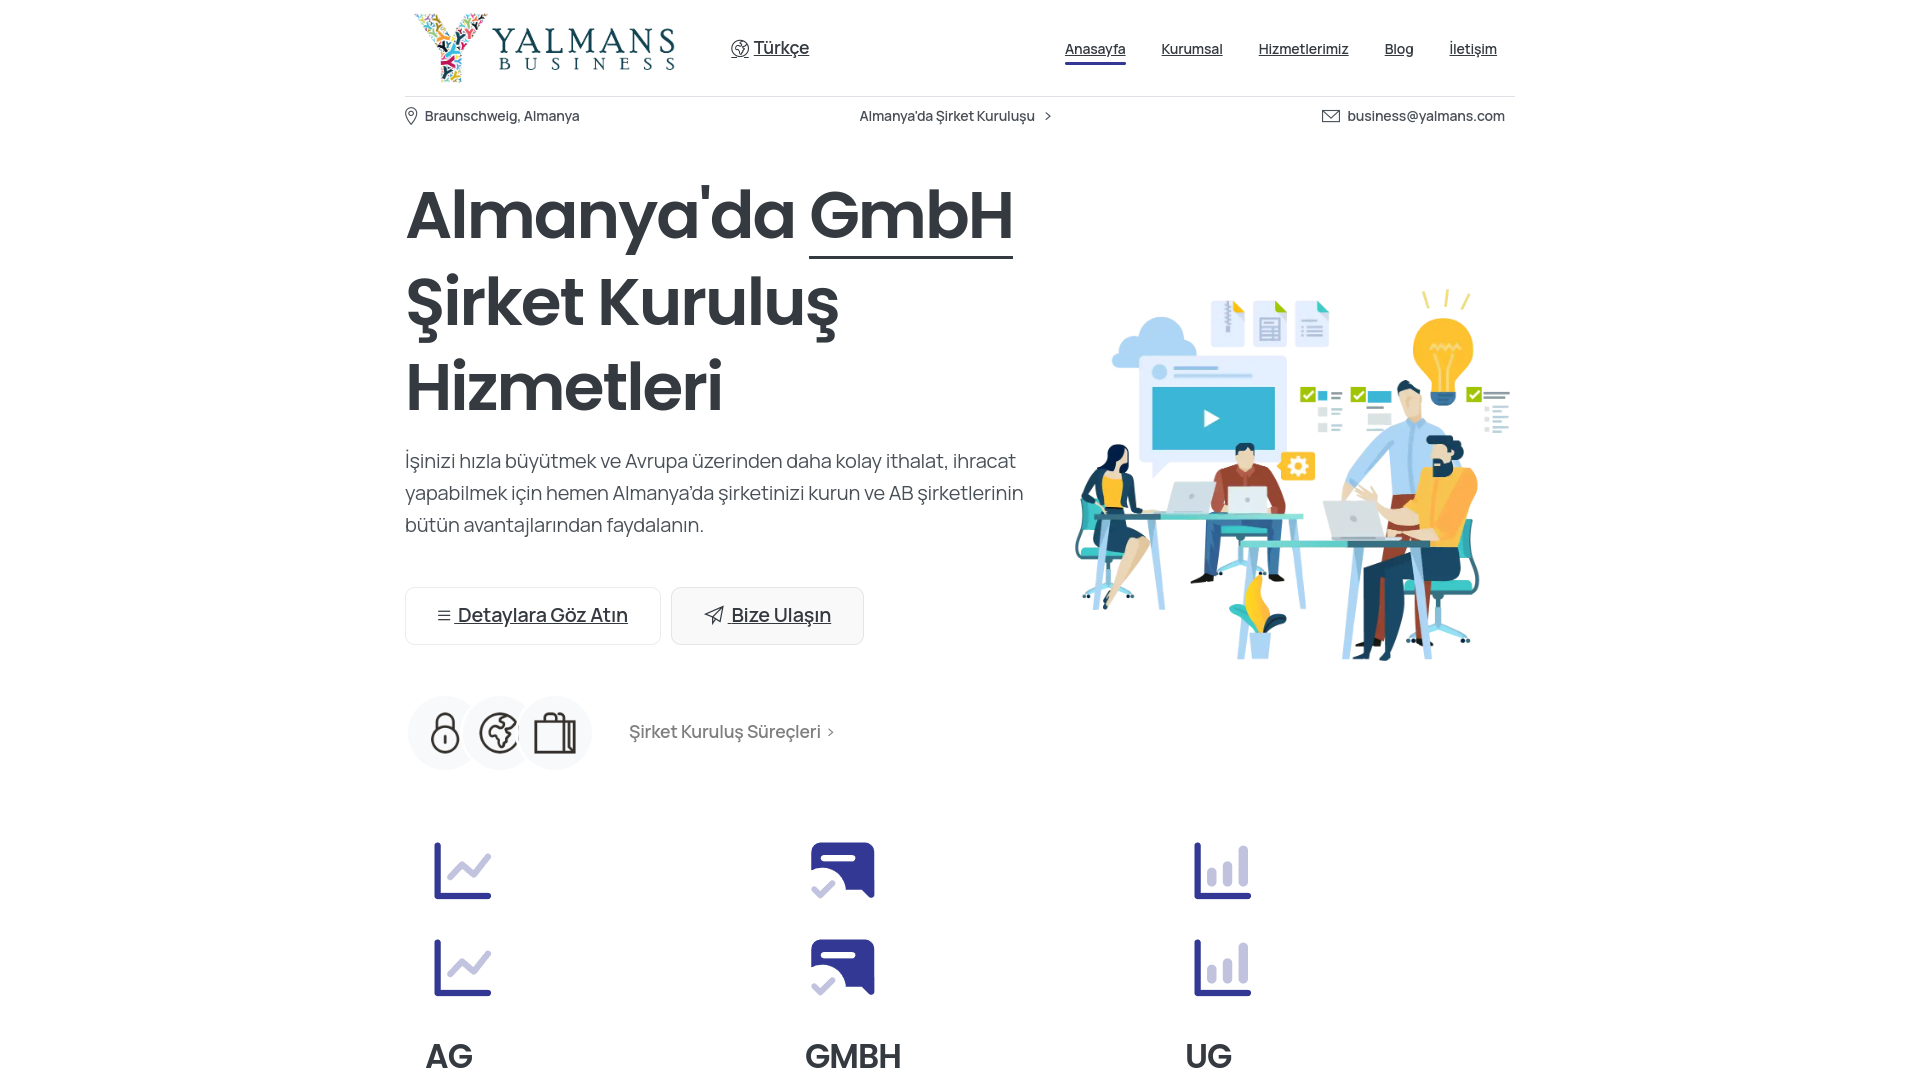 YALMANS
BUSINESS
Türkçe
Anasayfa
Kurumsal
Hizmetlerimiz
Blog
İletişim
Braunschweig, Almanya
Almanya'da Şirket Kuruluşu
business@yalmans.com
Almanya'da GmbH
Şirket Kuruluş
Hizmetleri
İşinizi hızla büyütmek ve Avrupa üzerinden daha kolay ithalat, ihracat
yapabilmek için hemen Almanya’da şirketinizi kurun ve AB şirketlerinin
bütün avantajlarından faydalanın.
Detaylara Göz Atın
Bize Ulaşın
Şirket Kuruluş Süreçleri
AG
GMBH
UG